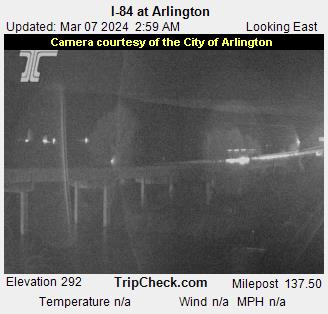 I-84 at Arlington
Updated: Mar 07 2024 2:59 AM Looking East
Camera courtesy of the City of Arlington
Elevation 292 TripCheck.com Milepost 137.50
Temperature n/a Wind n/a MPH n/a